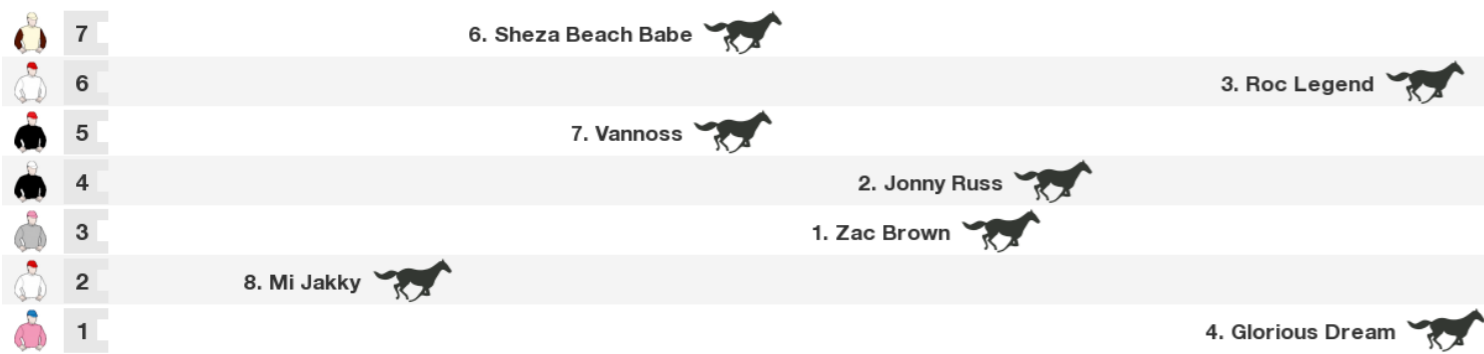 7 6. Sheza Beach Babe
6 3. Roc Legend
5 7. Vannoss
4 2. Jonny Russ
3 1. Zac Brown
2 8. Mi Jakky
1 4. Glorious Dream